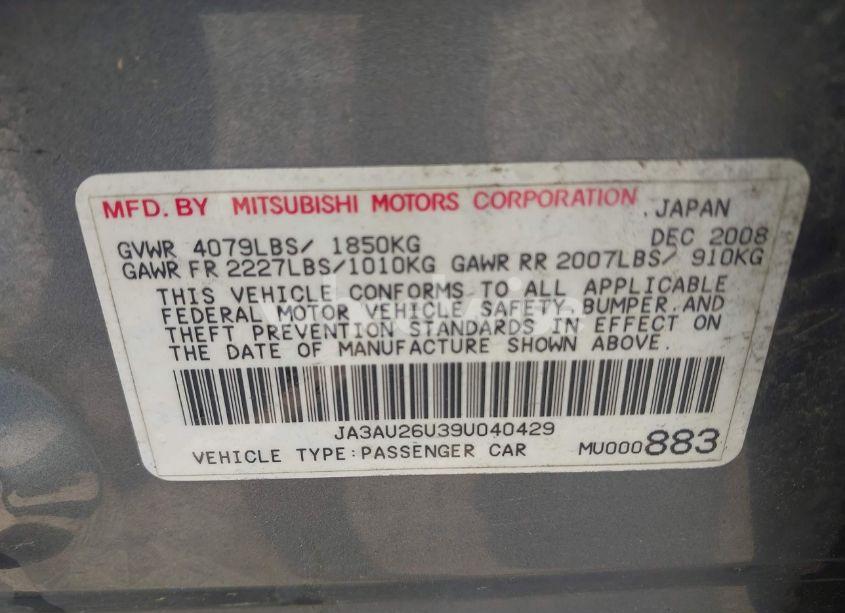 MFD. BY MITSUBISHI MOTORS CORPORATION .JAPAN
GVWR 4079LBS/ 1850KG DEC 2008
GAWR FR 2227LBS/1010KG GAWR RR 2007LBS/ 910KG
THIS VEHICLE CONFORMS TO ALL APPLICABLE
FEDERAL MOTOR VEHICLE SAFETY, BUMPER, AND
THEFT PREVENTION STANDARDS IN EFFECT ON
THE DATE OF MANUFACTURE SHOWN ABOVE.
JA3AU26U39U040429
VEHICLE TYPE:PASSENGER CAR MU000883